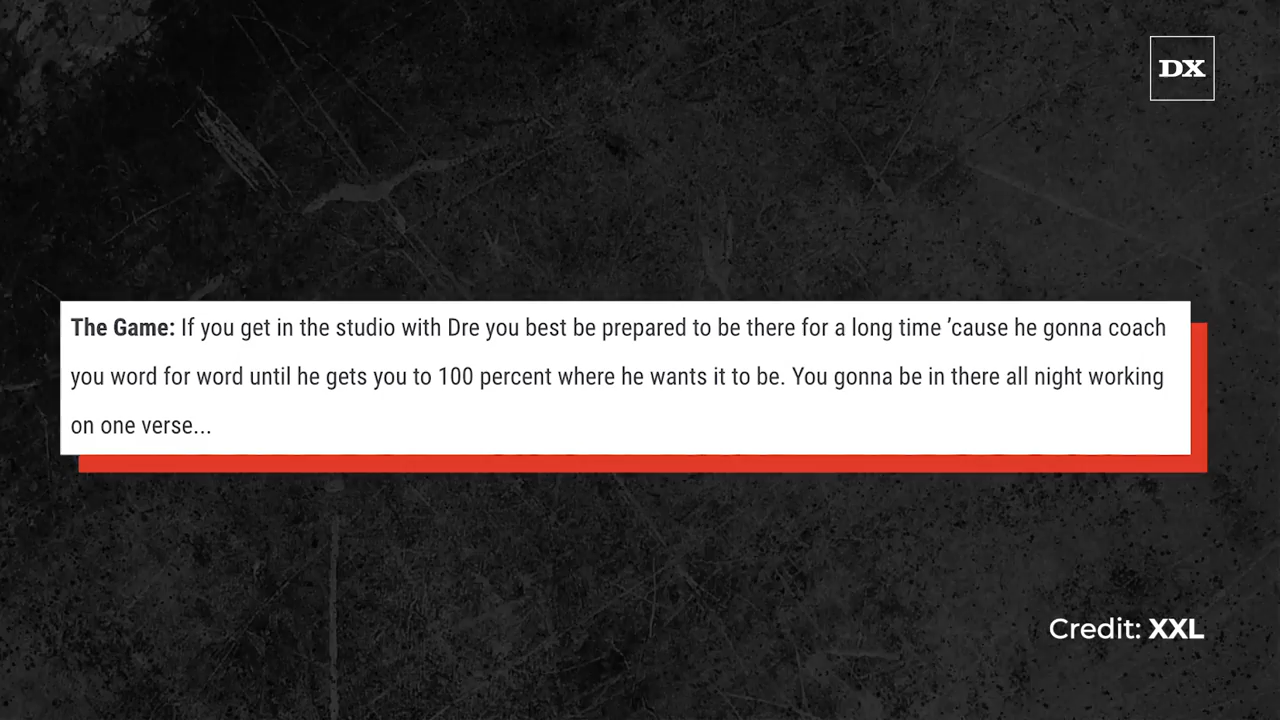 DX
The Game: If you get in the studio with Dre you best be prepared to be there for a long time ’cause he gonna coach
you word for word until he gets you to 100 percent where he wants it to be. You gonna be in there all night working
on one verse...
Credit: XXL